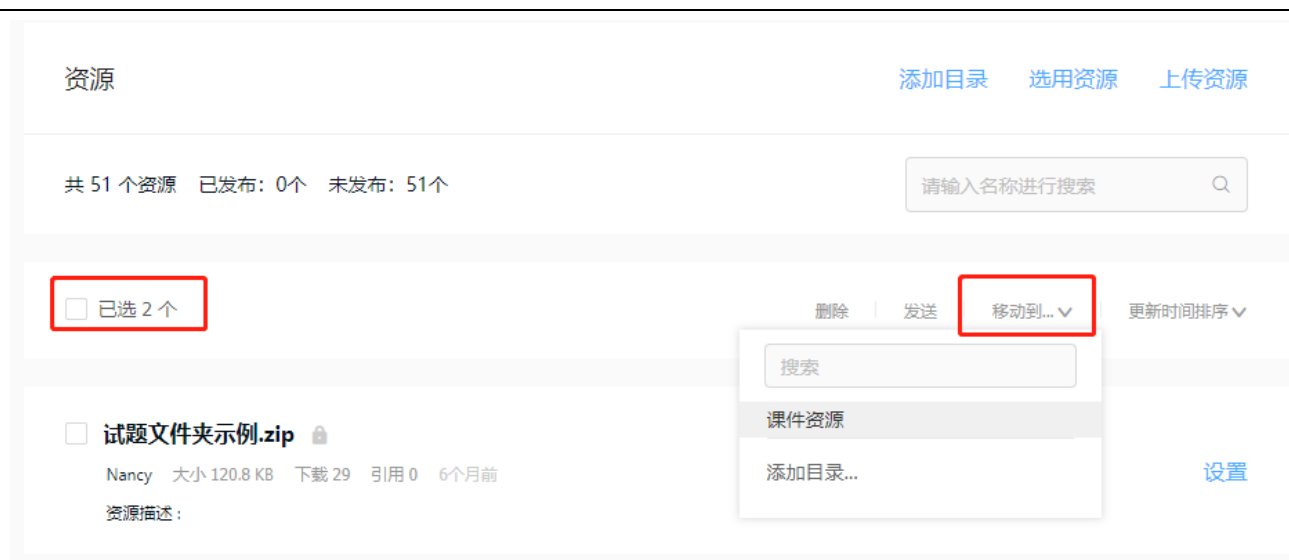 资源 添加目录 选用资源 上传资源
共 51 个资源 已发布：0个 未发布：51个 请输入名称进行搜索
已选 2 个 删除 发送 移动到... 更新时间排序
搜索
课件资源
添加目录...
试题文件夹示例.zip
Nancy 大小 120.8 KB 下载 29 引用 0 6个月前 设置
资源描述：